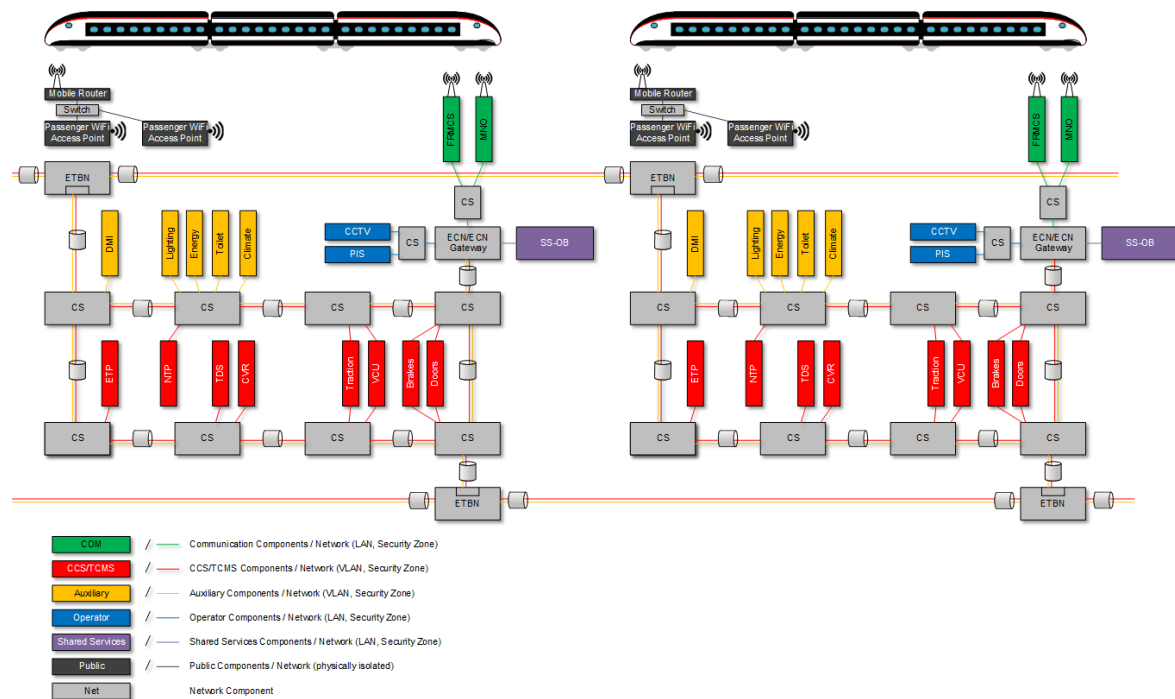 Mobile Router
Switch
Passenger WiFi
Access Point
Passenger WiFi
Access Point
FRMCS
MNO
ETBN
CS
DMI
Lighting
Energy
Toilet
Climate
CCTV
PIS
CS
ECN/ECN
Gateway
SS-OB
CS
CS
CS
CS
ETP
NTP
TDS
CVR
Traction
VCU
Brakes
Doors
CS
CS
CS
CS
ETBN
Mobile Router
Switch
Passenger WiFi
Access Point
Passenger WiFi
Access Point
FRMCS
MNO
ETBN
CS
DMI
Lighting
Energy
Toilet
Climate
CCTV
PIS
CS
ECN/ECN
Gateway
SS-OB
CS
CS
CS
CS
ETP
NTP
TDS
CVR
Traction
VCU
Brakes
Doors
CS
CS
CS
CS
ETBN
COM / Communication Components / Network (LAN, Security Zone)
CCS/TCMS / CCS/TCMS Components / Network (VLAN, Security Zone)
Auxiliary / Auxiliary Components / Network (VLAN, Security Zone)
Operator / Operator Components / Network (LAN, Security Zone)
Shared Services / Shared Services Components / Network (LAN, Security Zone)
Public / Public Components / Network (physically isolated)
Net Network Component